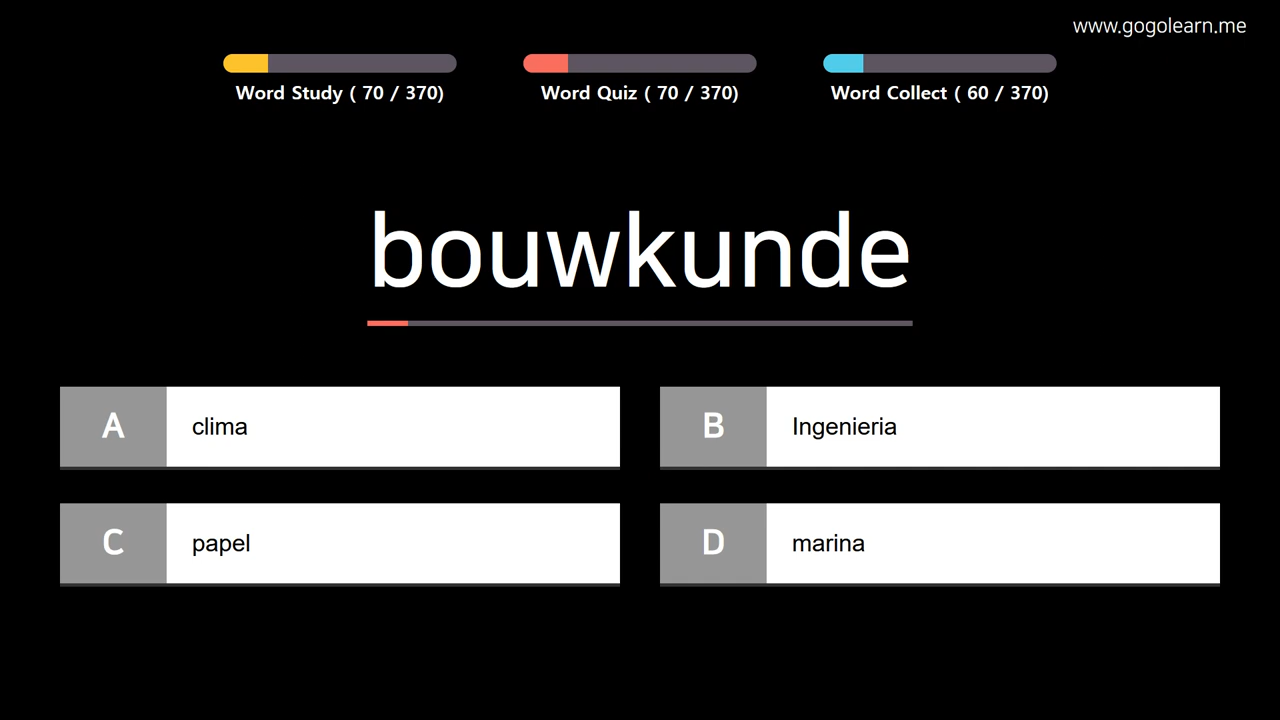 www.gogolearn.me
Word Study ( 70 / 370)
Word Quiz ( 70 / 370)
Word Collect ( 60 / 370)
bouwkunde
A clima
B Ingenieria
C papel
D marina